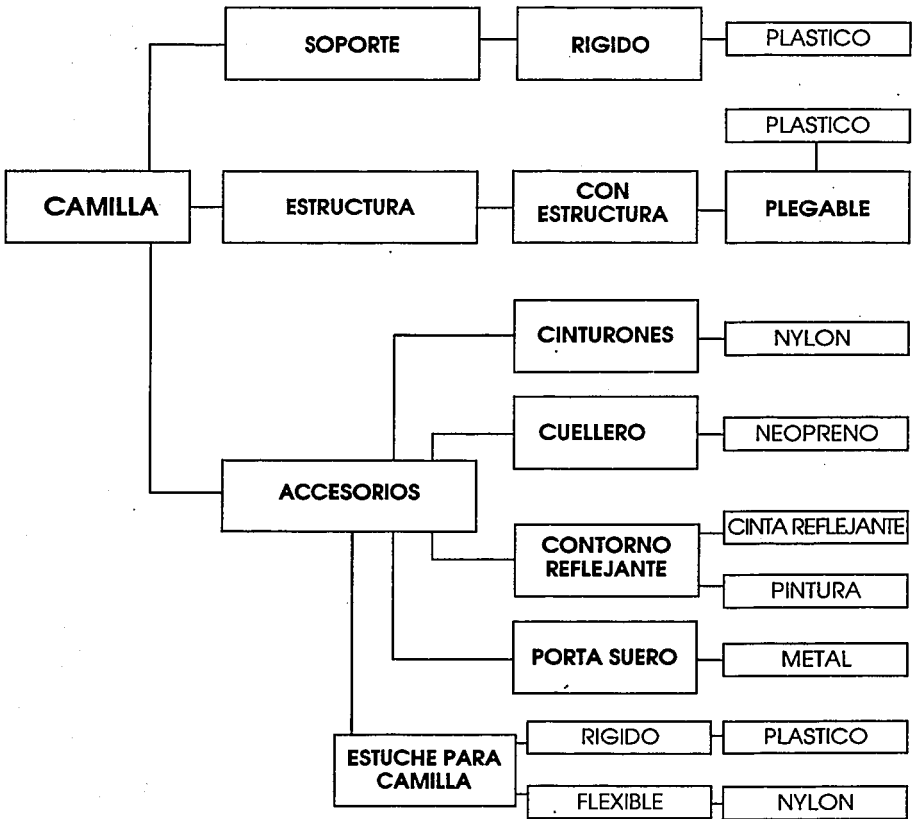 SOPORTE
RIGIDO
PLASTICO
PLASTICO
CAMILLA
ESTRUCTURA
CON
ESTRUCTURA
PLEGABLE
CINTURONES
NYLON
CUELLERO
NEOPRENO
ACCESORIOS
CONTORNO
REFLEJANTE
CINTA REFLEJANTE
PINTURA
PORTA SUERO
METAL
ESTUCHE PARA
CAMILLA
RIGIDO
PLASTICO
FLEXIBLE
NYLON